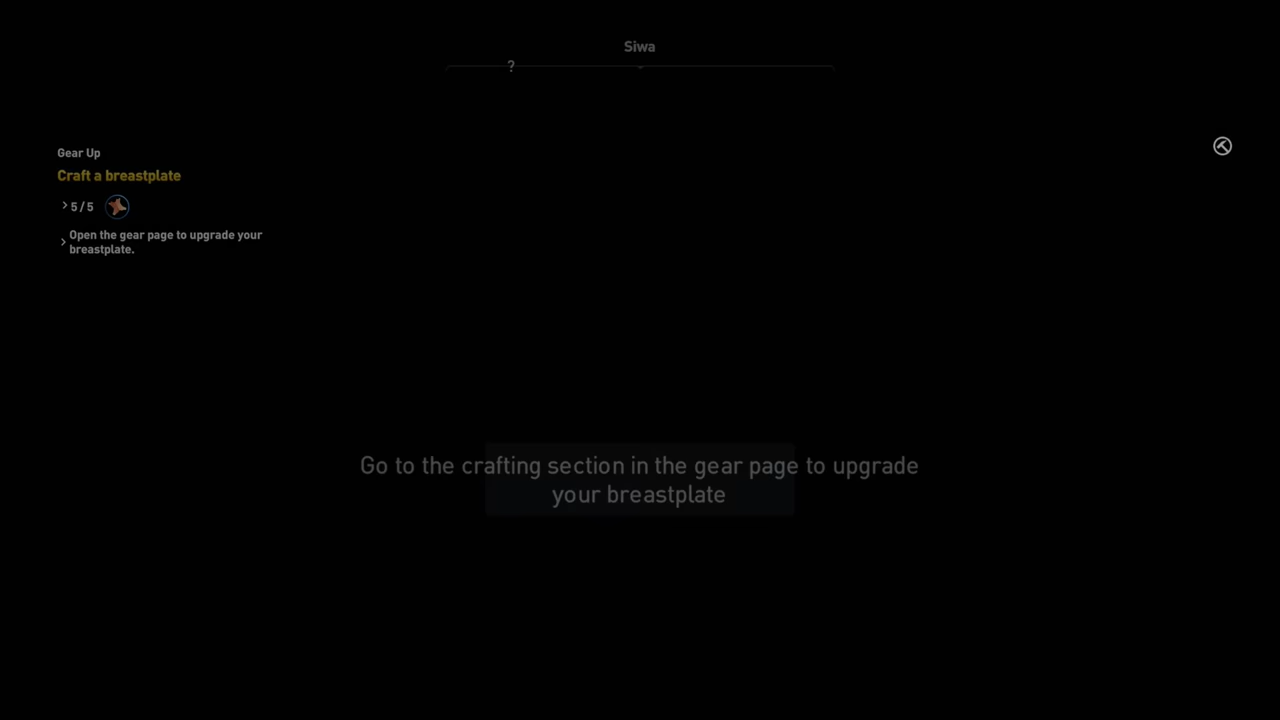 Siwa
?
Gear Up
Craft a breastplate
> 5/5
> Open the gear page to upgrade your
breastplate.
Go to the crafting section in the gear page to upgrade
your breastplate